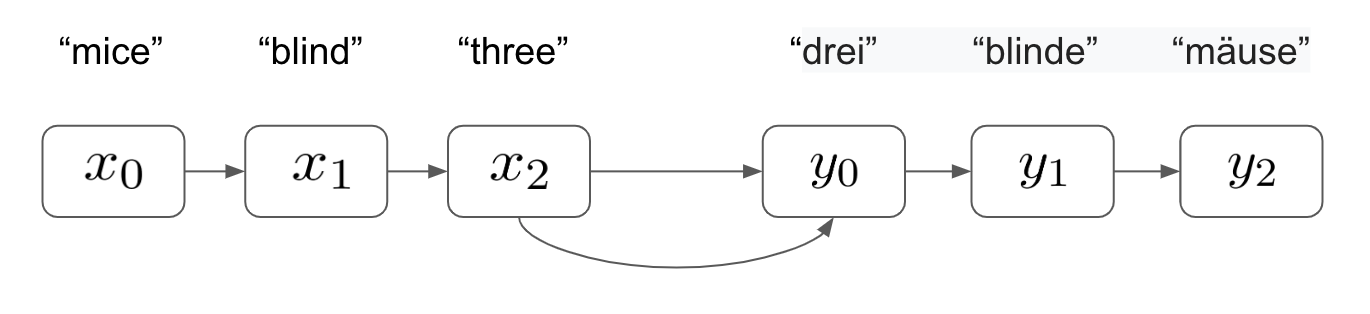 “mice” “blind” “three” “drei” “blinde” “mäuse”
x₀ x₁ x₂ y₀ y₁ y₂